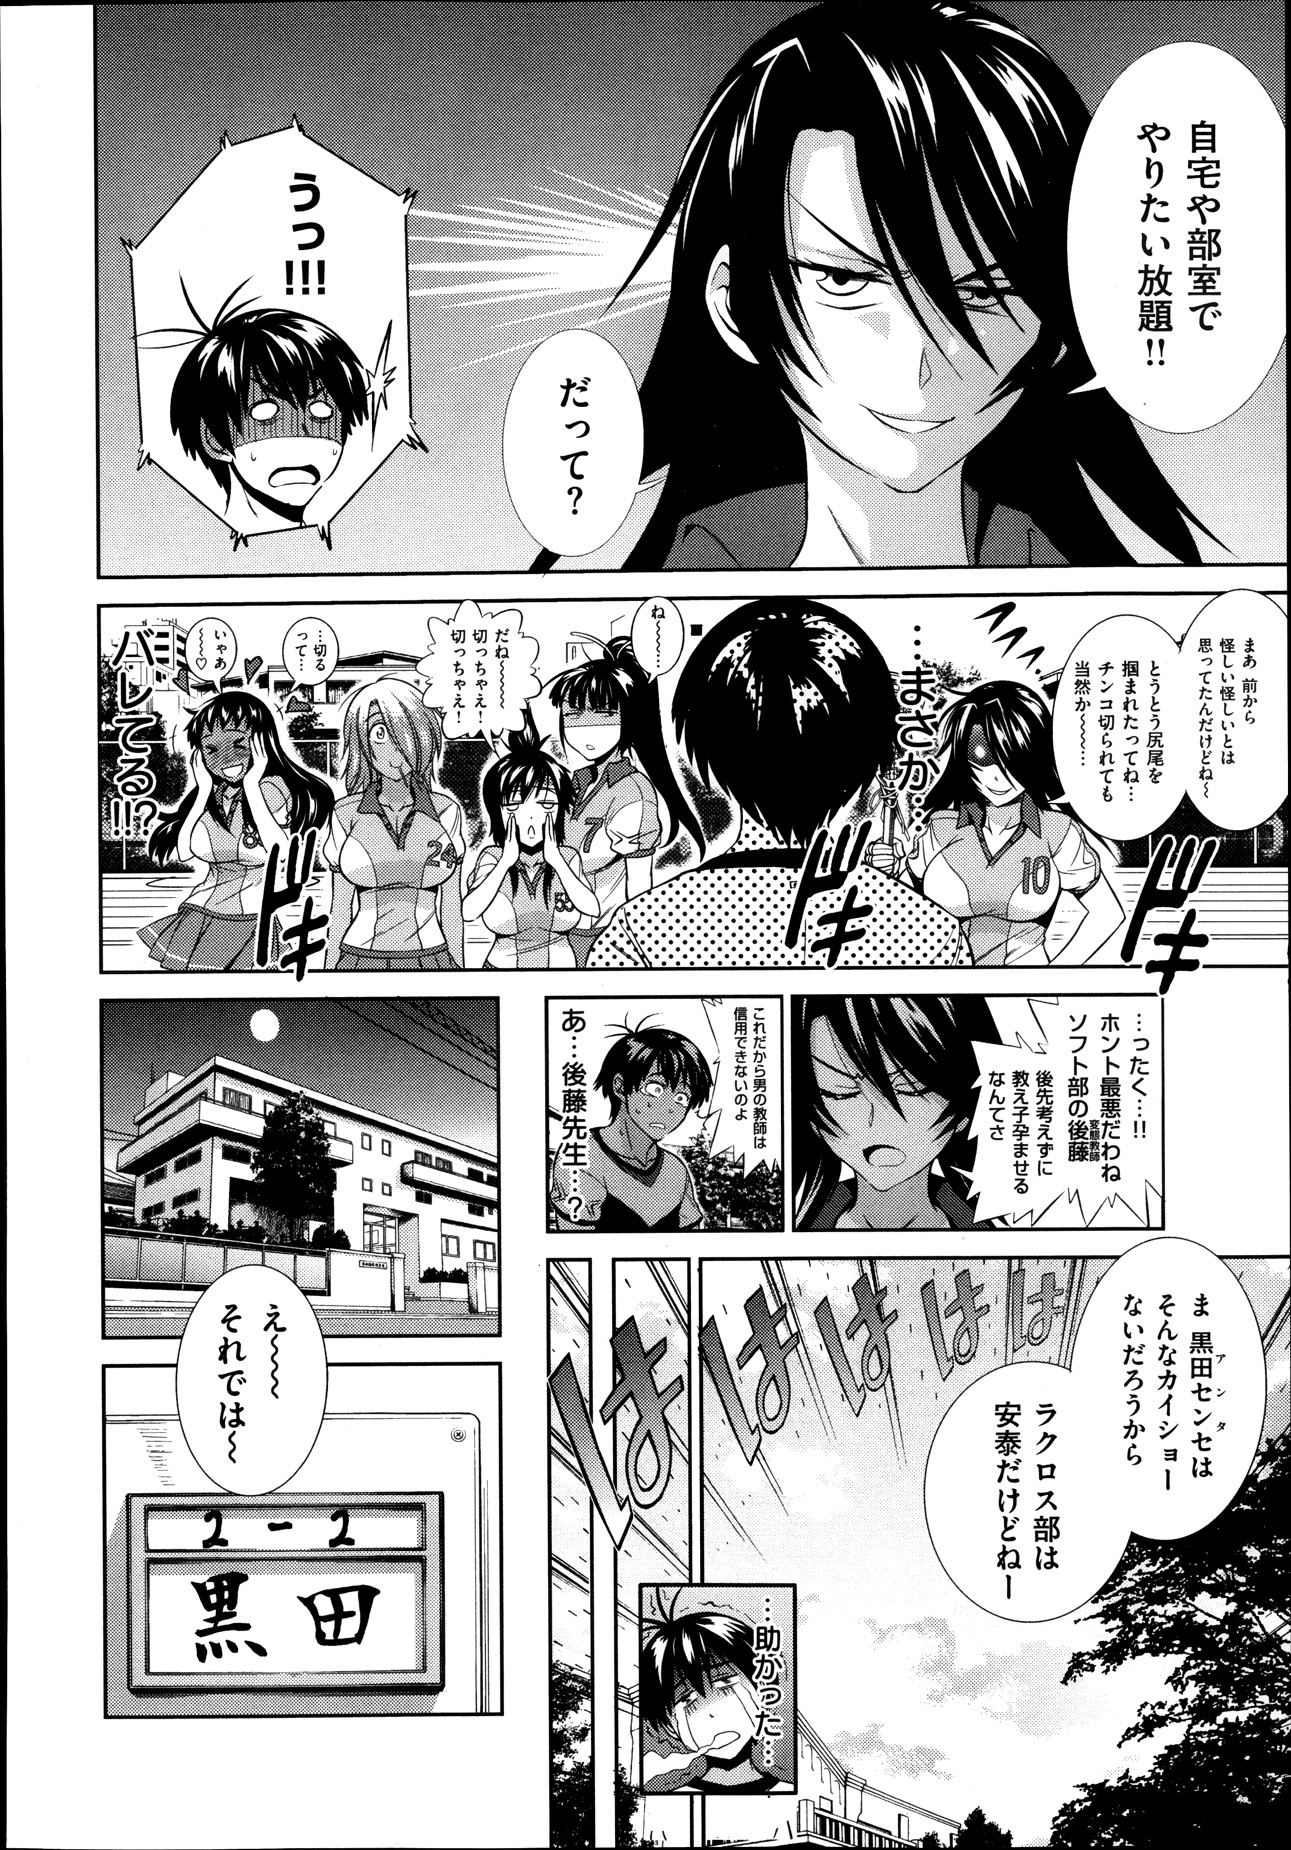 自宅や部室で
やりたい放題!!
だって？
うっ!!!
まあ 前から
怪しい怪しいとは
思ってたんだけどね〜
とうとう尻尾を
掴まれたってね…
チンコ切られても
当然か〜〜〜…
…まさか…
ね〜〜〜…
だね〜〜〜
切っちゃえ！
切っちゃえ！
…切る
って…
いやあ
〜〜♡
バレてる!!?
ドキ
ドキ
ドキ
…ったく…!!
ホント最悪だわね
ソフト部の後藤
変態教師
後先考えずに
教え子孕ませる
なんてさ
これだから男の教師は
信用できないのよ
あ…後藤先生…？
ま 黒田センセは
アンタ
そんなカイショー
ないだろうから
ラクロス部は
安泰だけどねー
はははははは
…助かった…
え〜〜〜
それでは〜
2-2
黒田